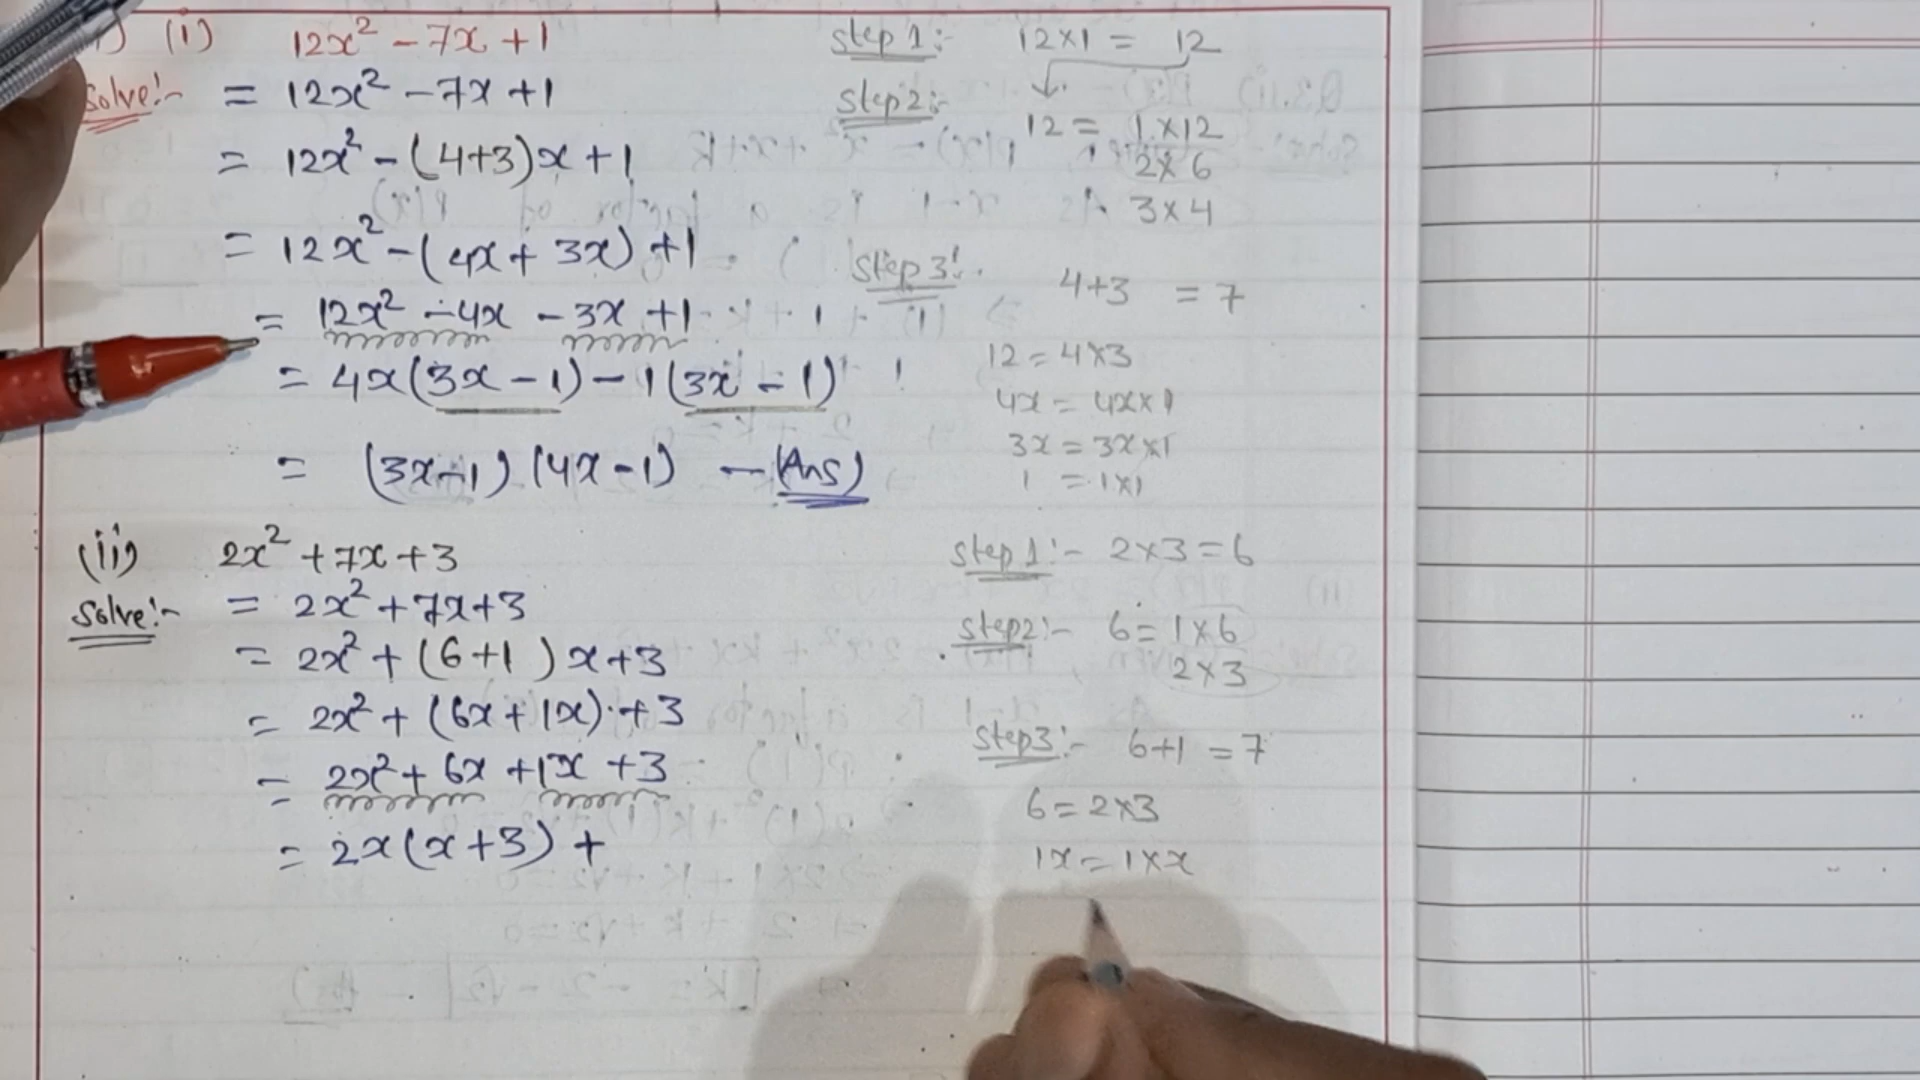 (i) 12x² - 7x + 1
Solve:- = 12x² - 7x + 1
= 12x² - (4+3)x + 1
= 12x² - (4x + 3x) + 1
= 12x² - 4x - 3x + 1
= 4x(3x - 1) - 1(3x - 1)
= (3x-1) (4x-1) - (Ans)
step 1:- 12×1 = 12
step 2:-
12 = 1×12
2×6
3×4
step 3:-
4+3 = 7
12 = 4×3
4x = 4x×1
3x = 3x×1
1 = 1×1
(ii) 2x² + 7x + 3
Solve:- = 2x² + 7x + 3
= 2x² + (6+1)x + 3
= 2x² + (6x + 1x) + 3
= 2x² + 6x + 1x + 3
= 2x(x+3) +
step 1:- 2×3 = 6
step 2:- 6 = 1×6
2×3
step 3:- 6+1 = 7
6 = 2×3
1x = 1×x